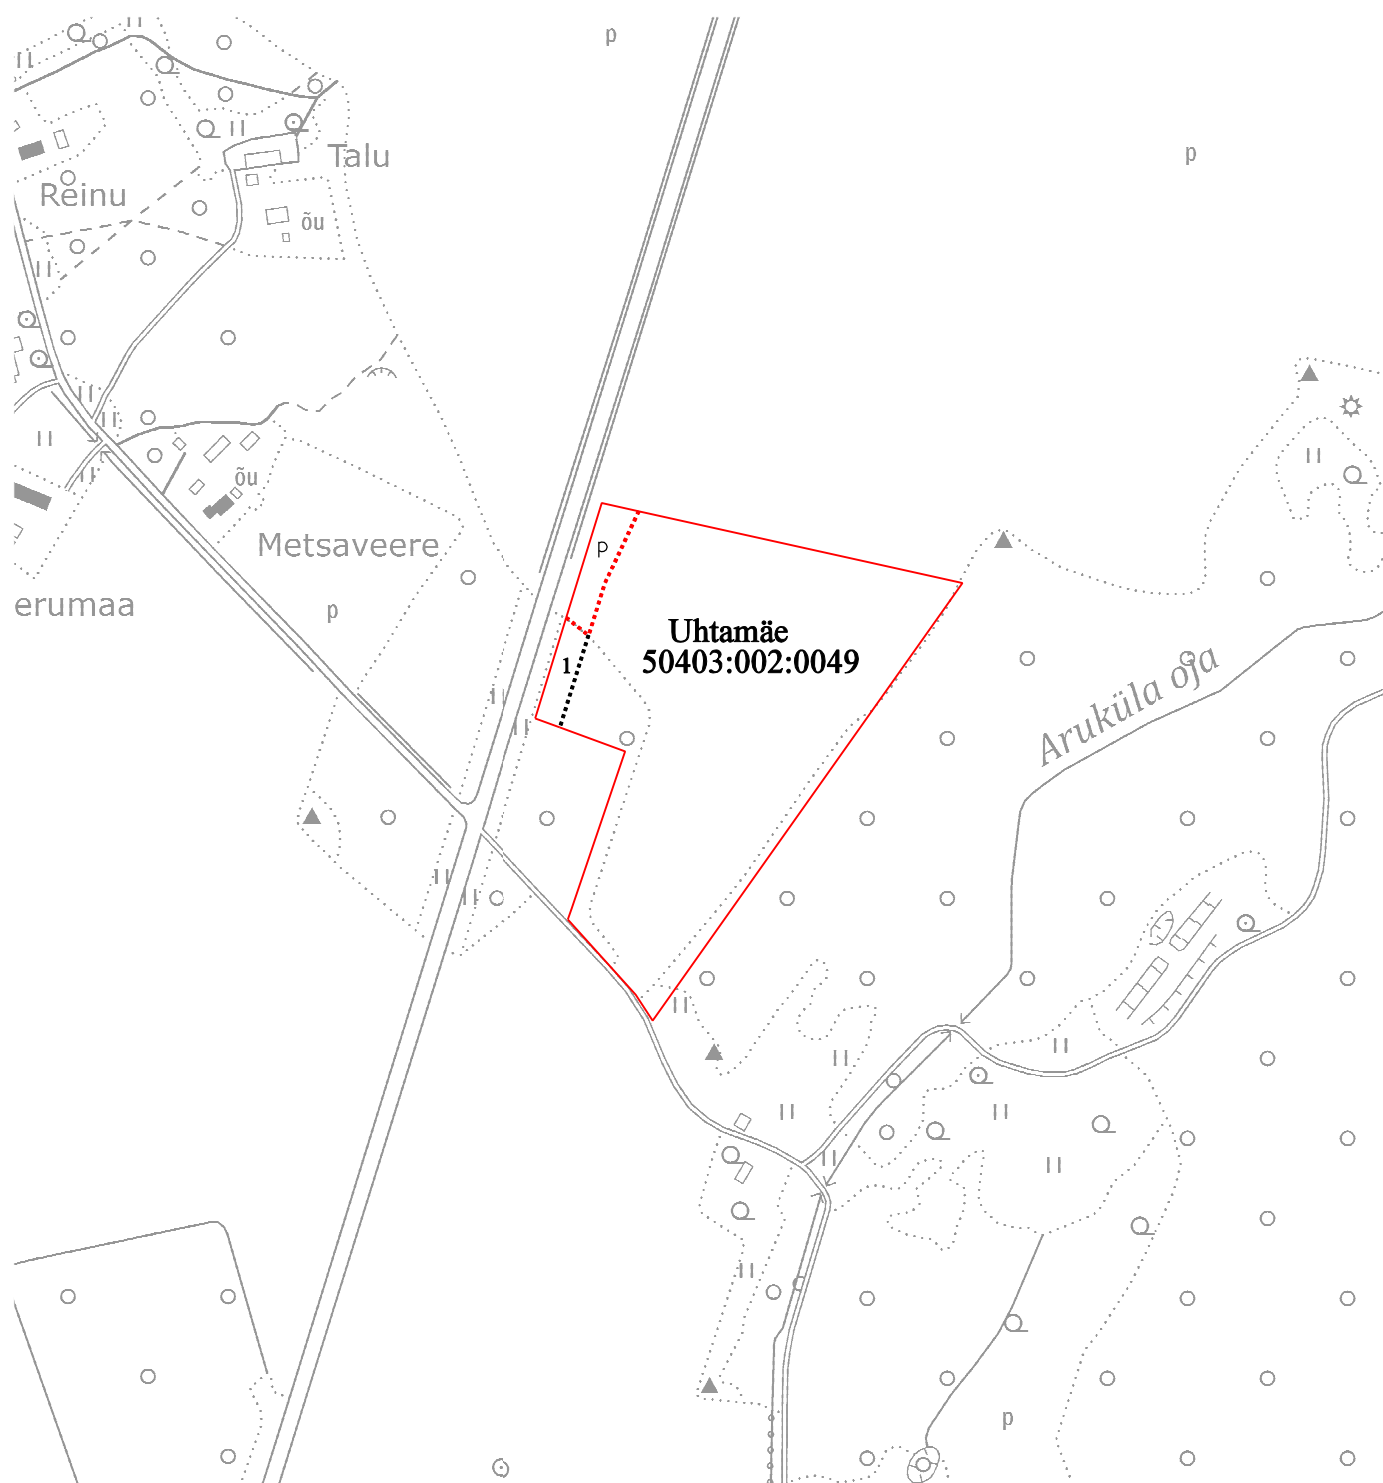 p
p
Talu
Reinu
õu
õu
Metsaveere
p
erumaa
p
Uhtamäe
50403:002:0049
1
Aruküla oja
p